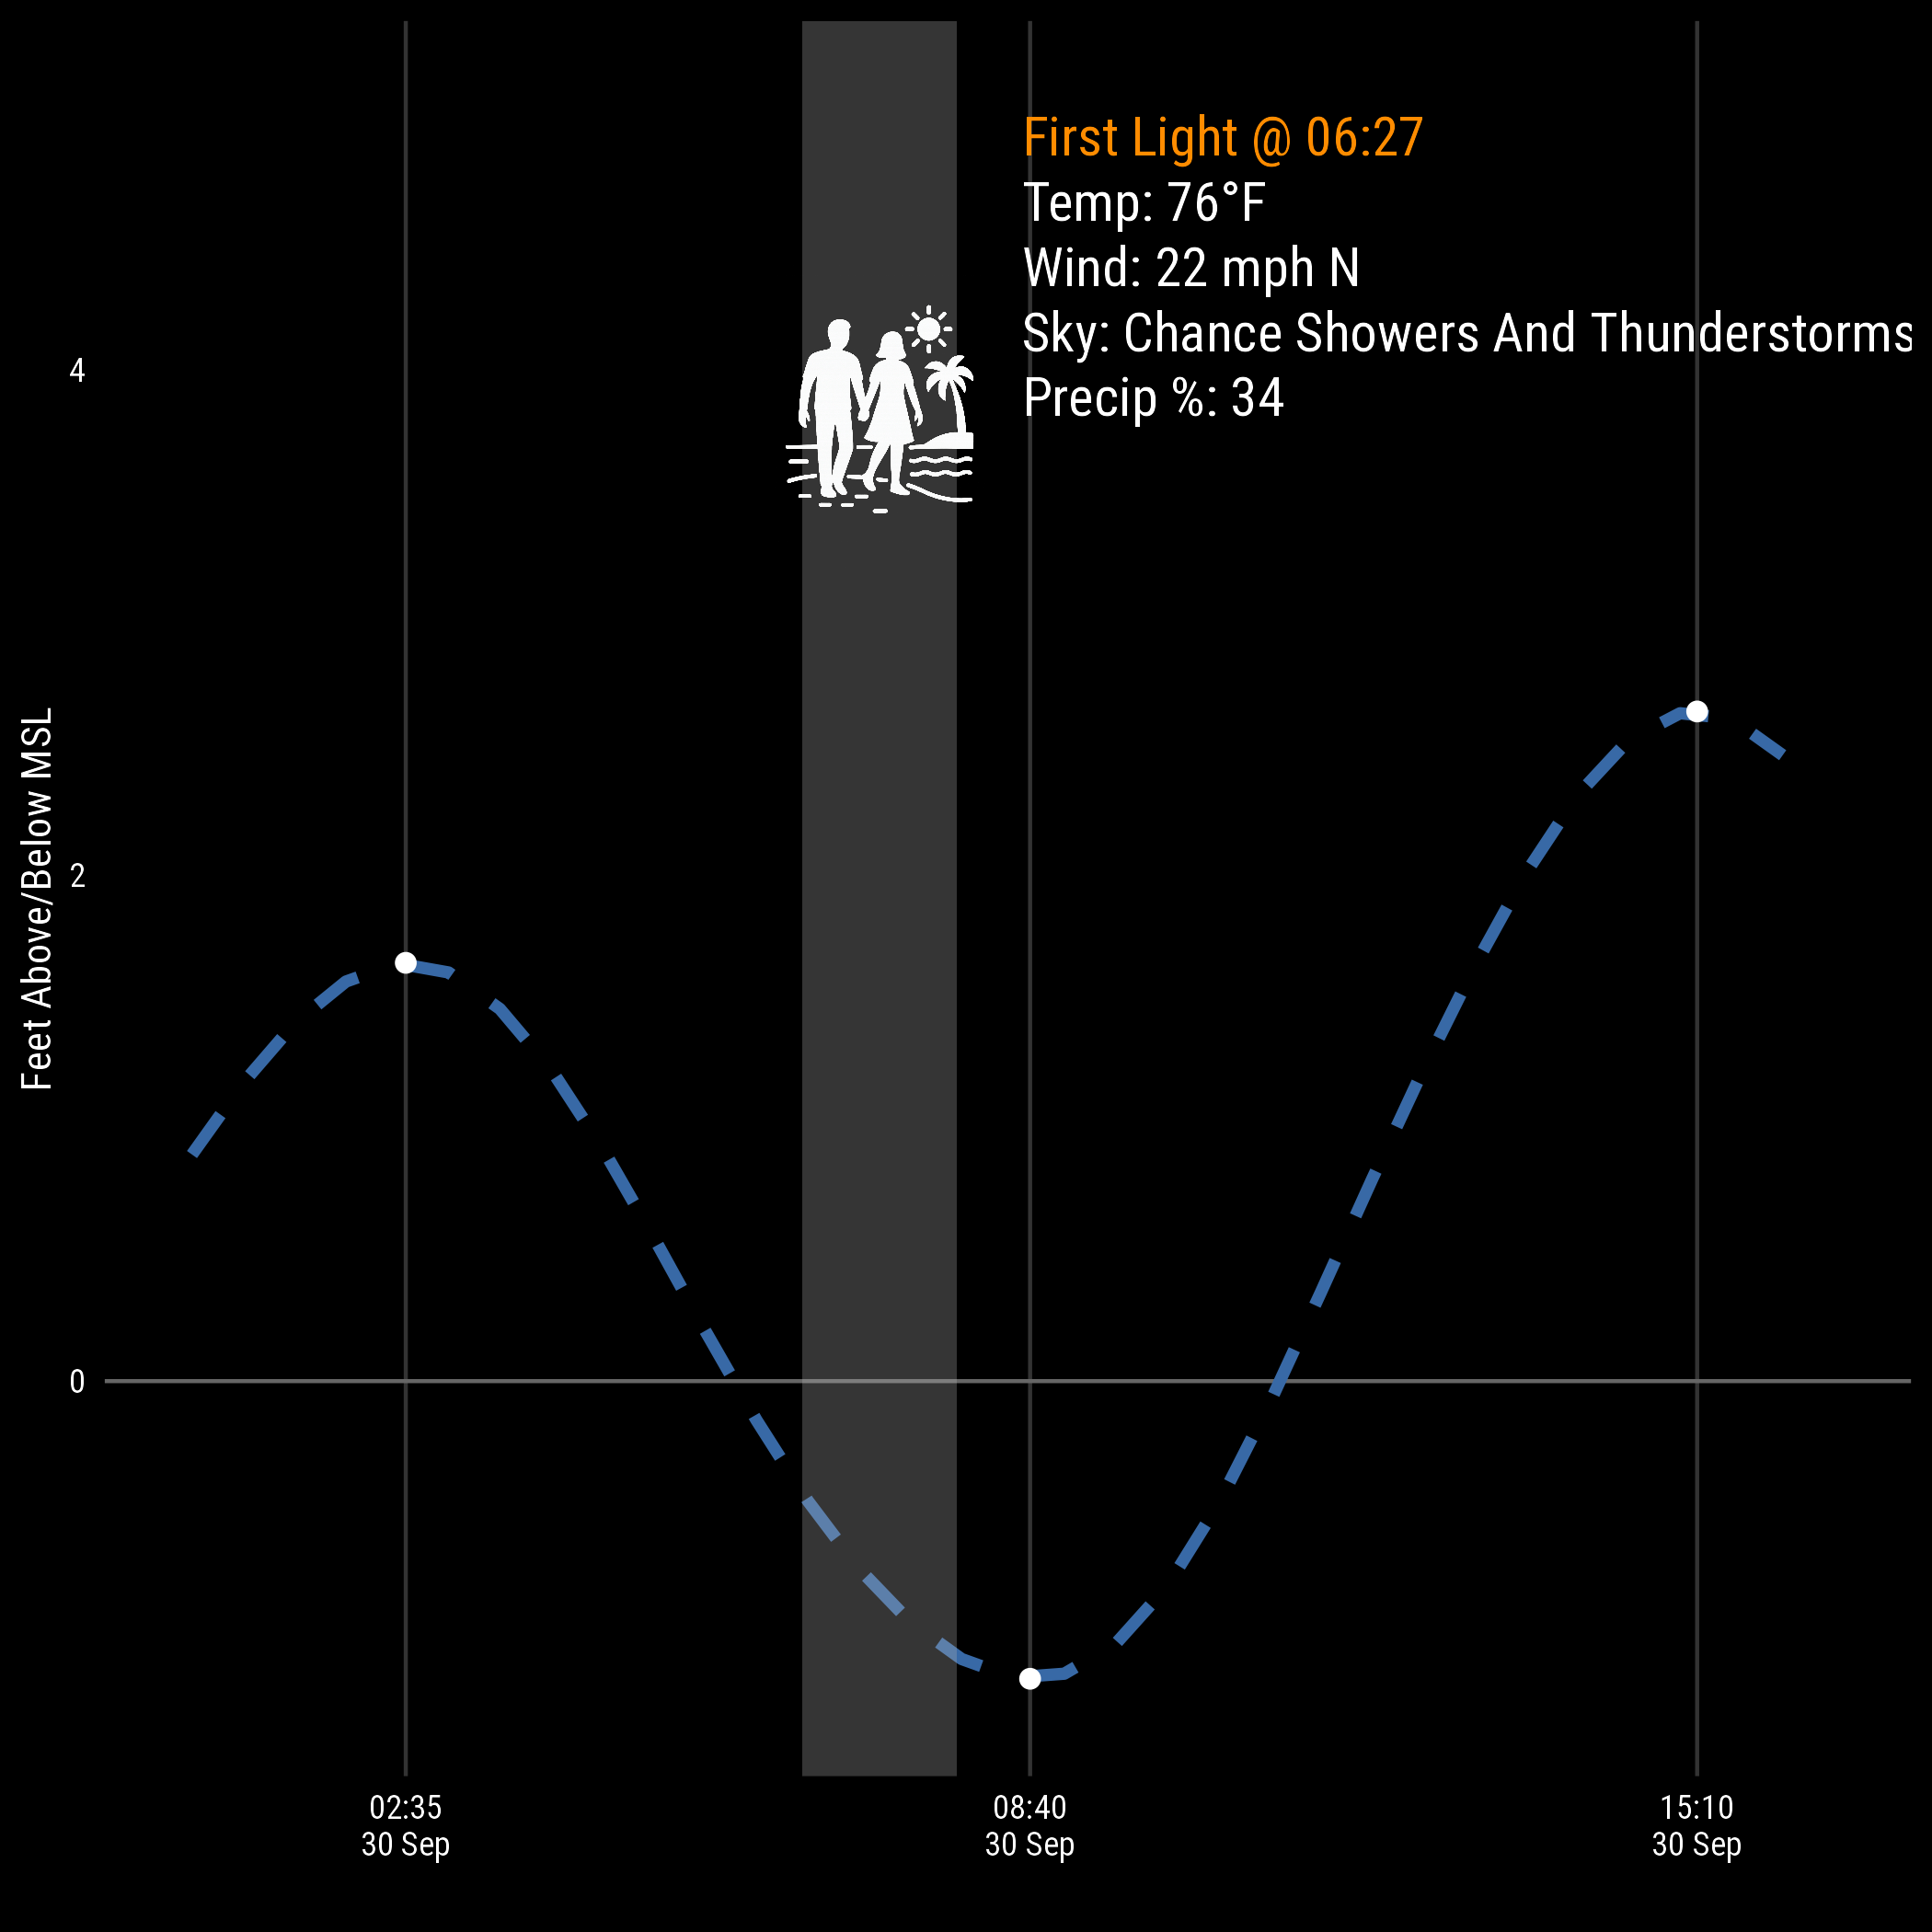 First Light @ 06:27
Temp: 76°F
Wind: 22 mph N
Sky: Chance Showers And Thunderstorms
Precip %: 34
Feet Above/Below MSL
4
2
0
02:35
30 Sep
08:40
30 Sep
15:10
30 Sep